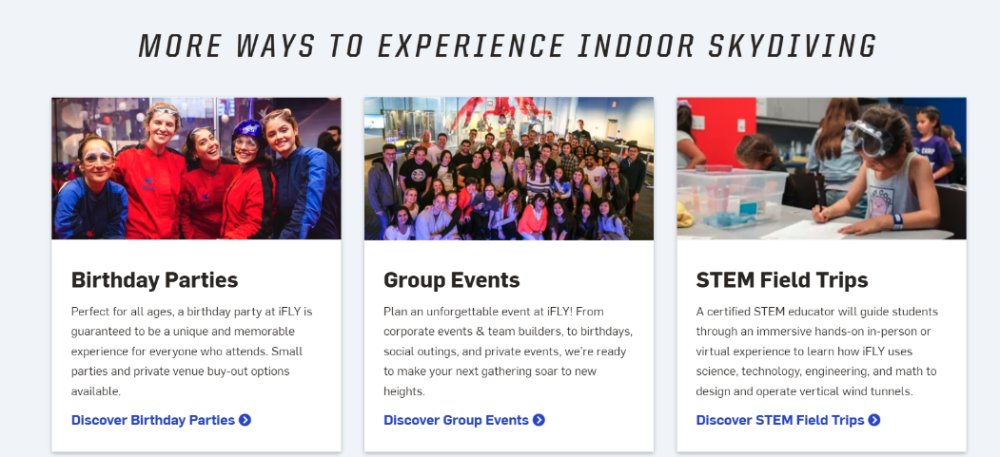 MORE WAYS TO EXPERIENCE INDOOR SKYDIVING
Birthday Parties
Perfect for all ages, a birthday party at iFLY is
guaranteed to be a unique and memorable
experience for everyone who attends. Small
parties and private venue buy-out options
available.
Discover Birthday Parties
Group Events
Plan an unforgettable event at iFLY! From
corporate events & team builders, to birthdays,
social outings, and private events, we're ready
to make your next gathering soar to new
heights.
Discover Group Events
CAMP
STEM Field Trips
A certified STEM educator will guide students
through an immersive hands-on in-person or
virtual experience to learn how iFLY uses
science, technology, engineering, and math to
design and operate vertical wind tunnels.
Discover STEM Field Trips